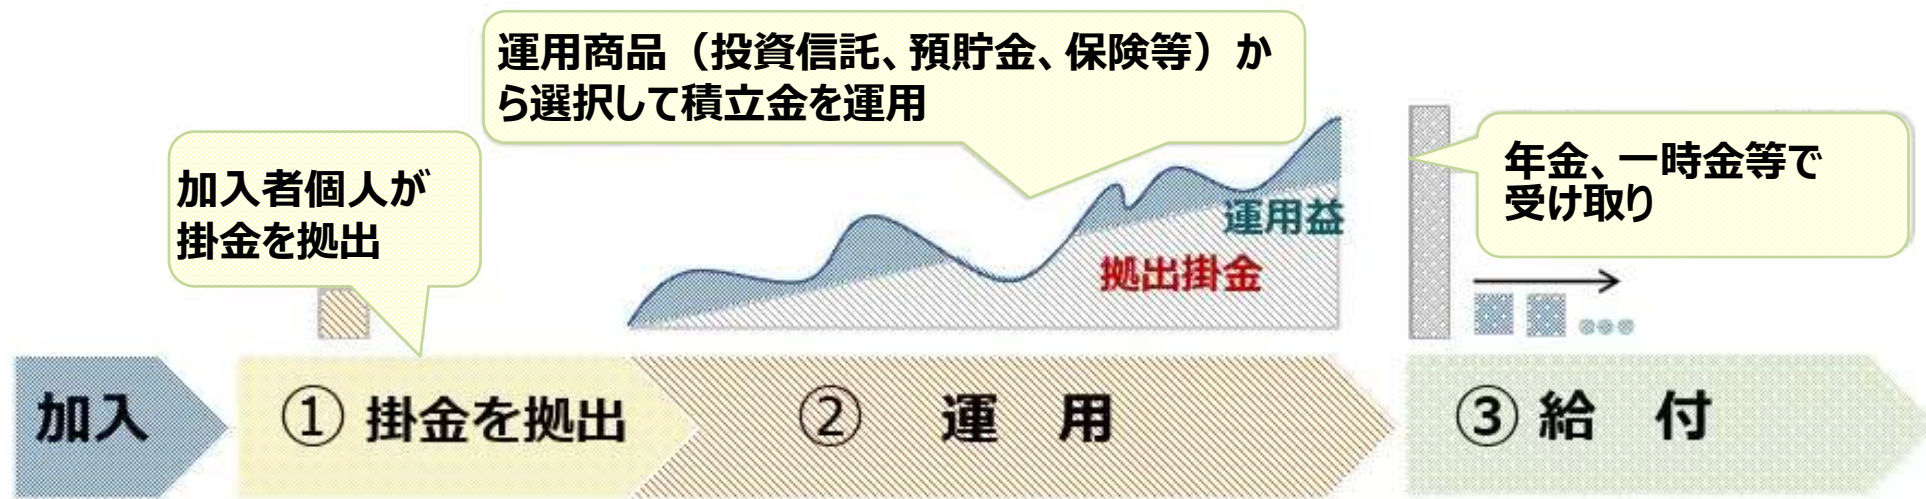 運用商品（投資信託、預貯金、保険等）か
ら選択して積立金を運用
加入者個人が
掛金を拠出
年金、一時金等で
受け取り
運用益
拠出掛金
加入
① 掛金を拠出
② 運 用
③ 給 付